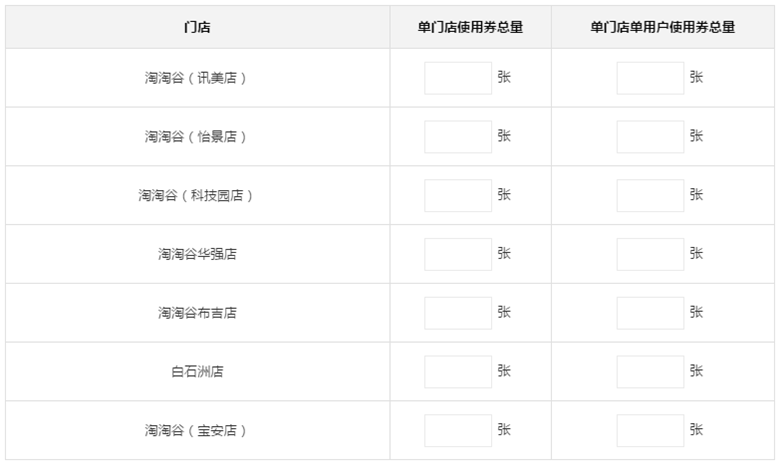 门店 单门店使用券总量 单门店单用户使用券总量
淘淘谷（讯美店） 张 张
淘淘谷（怡景店） 张 张
淘淘谷（科技园店） 张 张
淘淘谷华强店 张 张
淘淘谷布吉店 张 张
白石洲店 张 张
淘淘谷（宝安店） 张 张